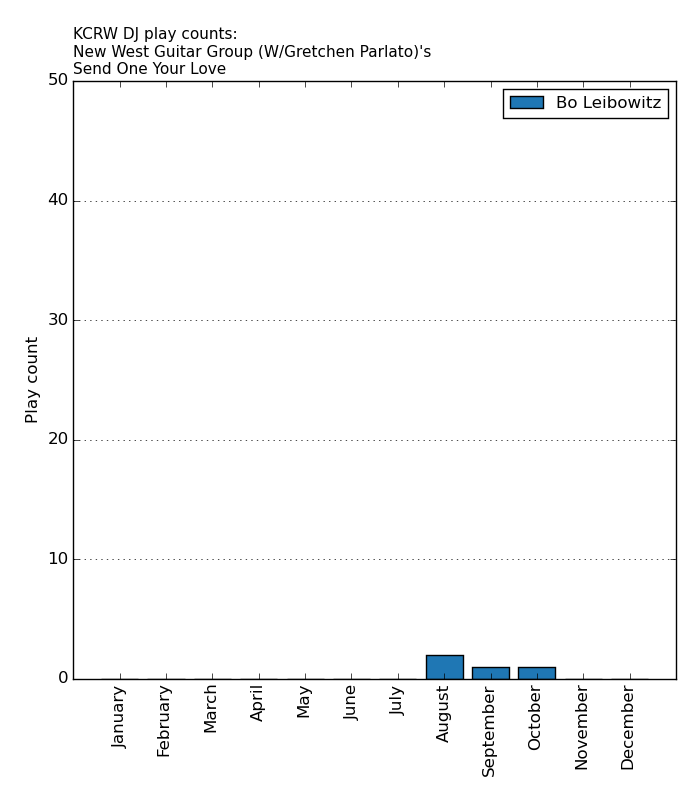 KCRW DJ play counts:
New West Guitar Group (W/Gretchen Parlato)'s
Send One Your Love
50
Bo Leibowitz
40
30
Play count
20
10
0
January
February
March
April
May
June
July
August
September
October
November
December